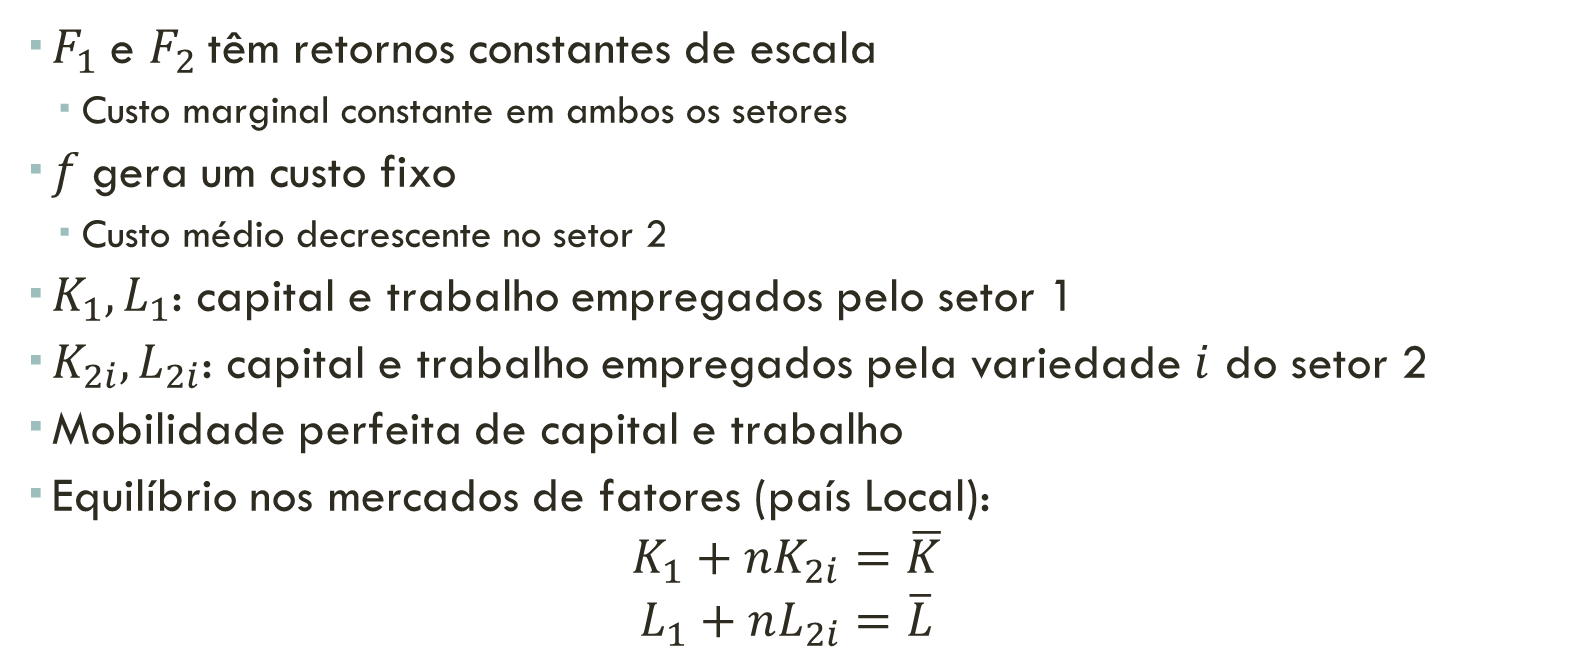 ▪ F₁ e F₂ têm retornos constantes de escala
▪ Custo marginal constante em ambos os setores
▪ f gera um custo fixo
▪ Custo médio decrescente no setor 2
▪ K₁, L₁: capital e trabalho empregados pelo setor 1
▪ K₂ᵢ, L₂ᵢ: capital e trabalho empregados pela variedade i do setor 2
▪ Mobilidade perfeita de capital e trabalho
▪ Equilíbrio nos mercados de fatores (país Local):
K₁ + nK₂ᵢ = K̅
L₁ + nL₂ᵢ = L̅